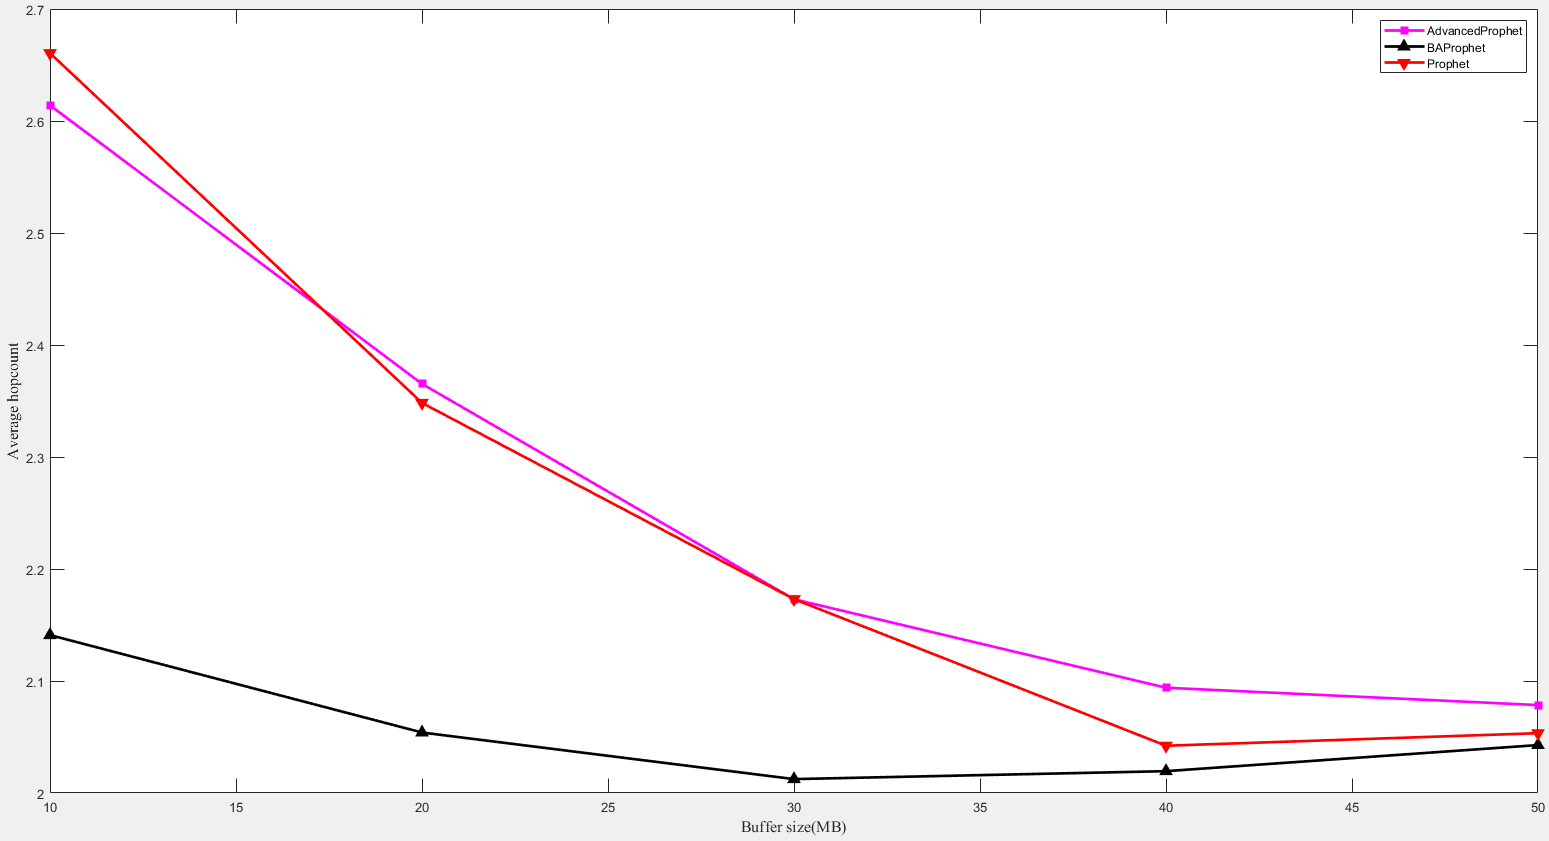 2.7
2.6
2.5
2.4
2.3
2.2
2.1
2
Average hopcount
10 15 20 25 30 35 40 45 50
Buffer size(MB)
AdvancedProphet
BAProphet
Prophet